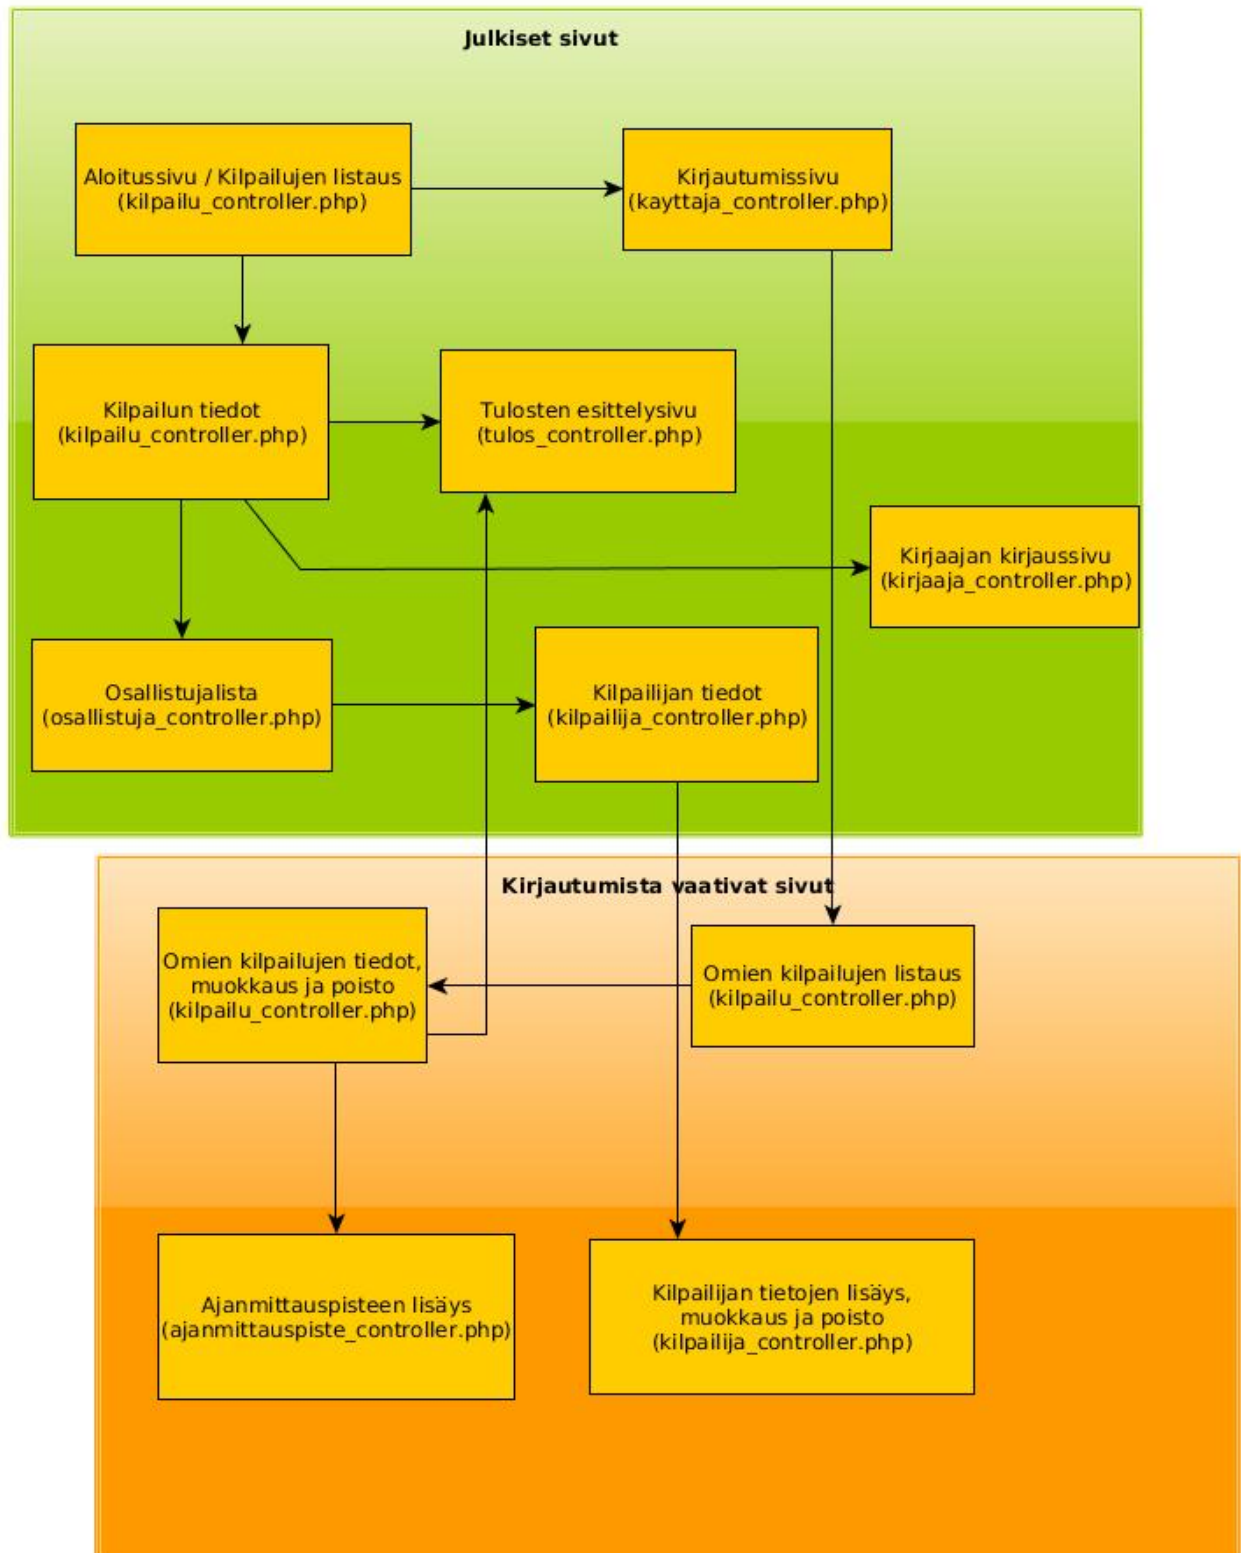 Julkiset sivut
Aloitussivu / Kilpailujen listaus
(kilpailu_controller.php)
Kirjautumissivu
(kayttaja_controller.php)
Kilpailun tiedot
(kilpailu_controller.php)
Tulosten esittelysivu
(tulos_controller.php)
Kirjaajan kirjaussivu
(kirjaaja_controller.php)
Osallistujalista
(osallistuja_controller.php)
Kilpailijan tiedot
(kilpailija_controller.php)
Kirjautumista vaativat sivut
Omien kilpailujen tiedot,
muokkaus ja poisto
(kilpailu_controller.php)
Omien kilpailujen listaus
(kilpailu_controller.php)
Ajanmittauspisteen lisäys
(ajanmittauspiste_controller.php)
Kilpailijan tietojen lisäys,
muokkaus ja poisto
(kilpailija_controller.php)